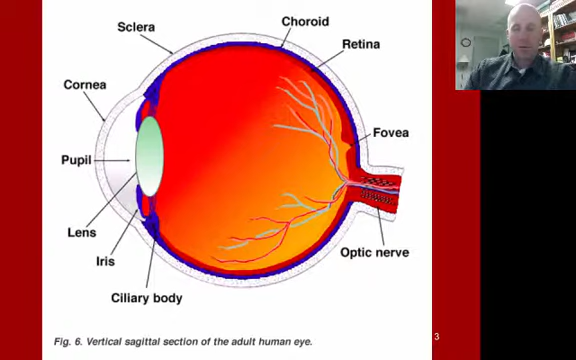 Choroid
Sclera
Retina
Cornea
Fovea
Pupil
Lens
Optic nerve
Iris
Ciliary body
3
Fig. 6. Vertical sagittal section of the adult human eye.